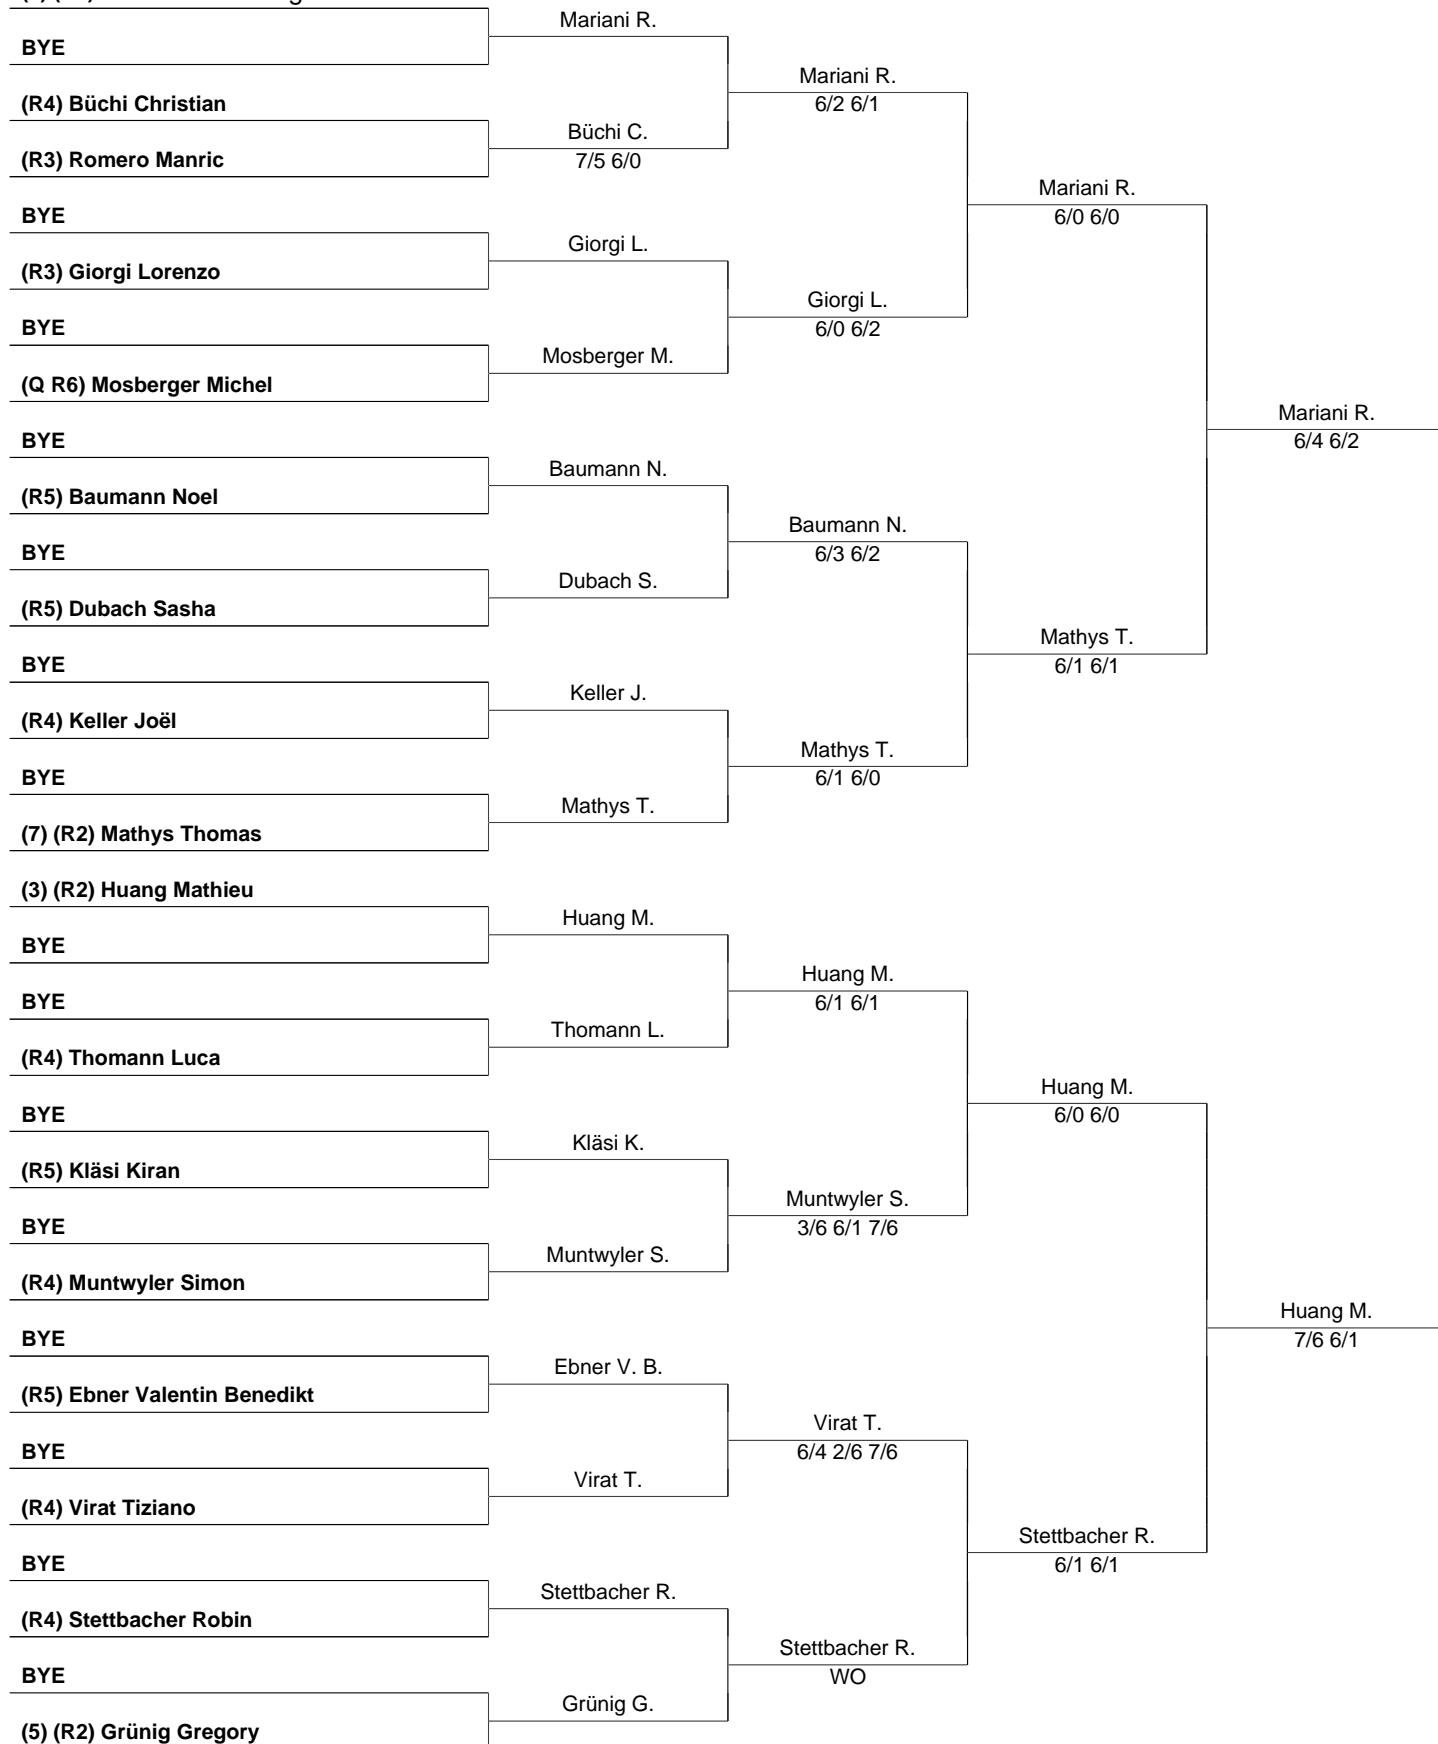 BYE
(R4) Büchi Christian
(R3) Romero Manric
BYE
(R3) Giorgi Lorenzo
BYE
(Q R6) Mosberger Michel
BYE
(R5) Baumann Noel
BYE
(R5) Dubach Sasha
BYE
(R4) Keller Joël
BYE
(7) (R2) Mathys Thomas
(3) (R2) Huang Mathieu
BYE
BYE
(R4) Thomann Luca
BYE
(R5) Kläsi Kiran
BYE
(R4) Muntwyler Simon
BYE
(R5) Ebner Valentin Benedikt
BYE
(R4) Virat Tiziano
BYE
(R4) Stettbacher Robin
BYE
(5) (R2) Grünig Gregory
Mariani R.
Büchi C.
7/5 6/0
Giorgi L.
Mosberger M.
Baumann N.
Dubach S.
Keller J.
Mathys T.
Huang M.
Thomann L.
Kläsi K.
Muntwyler S.
Ebner V. B.
Virat T.
Stettbacher R.
Grünig G.
Mariani R.
6/2 6/1
Giorgi L.
6/0 6/2
Baumann N.
6/3 6/2
Mathys T.
6/1 6/0
Huang M.
6/1 6/1
Muntwyler S.
3/6 6/1 7/6
Virat T.
6/4 2/6 7/6
Stettbacher R.
WO
Mariani R.
6/0 6/0
Mathys T.
6/1 6/1
Huang M.
6/0 6/0
Stettbacher R.
6/1 6/1
Mariani R.
6/4 6/2
Huang M.
7/6 6/1